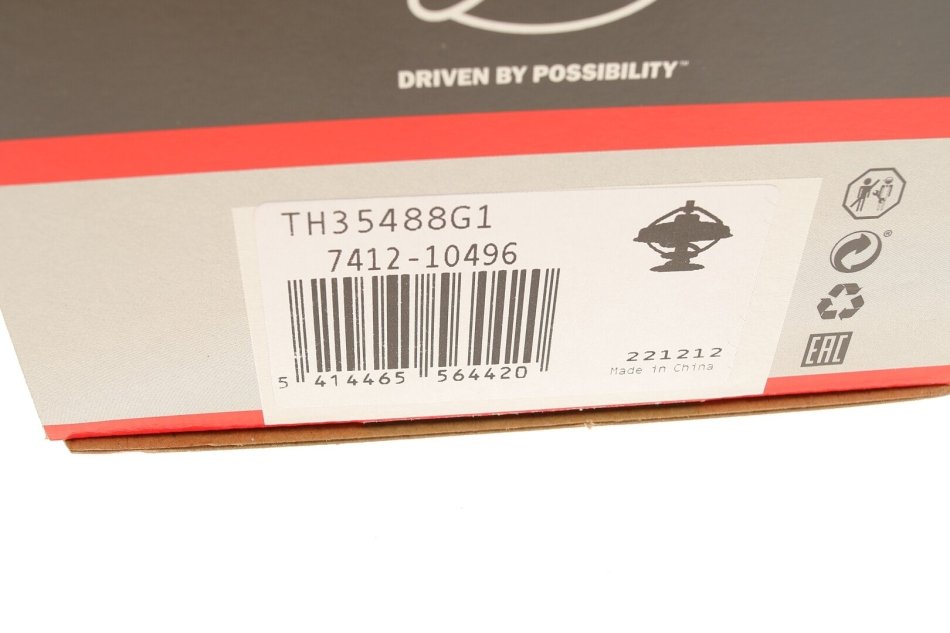 DRIVEN BY POSSIBILITY™
TH35488G1
7412-10496
5 414465 564420
221212
Made in China
®
EAC